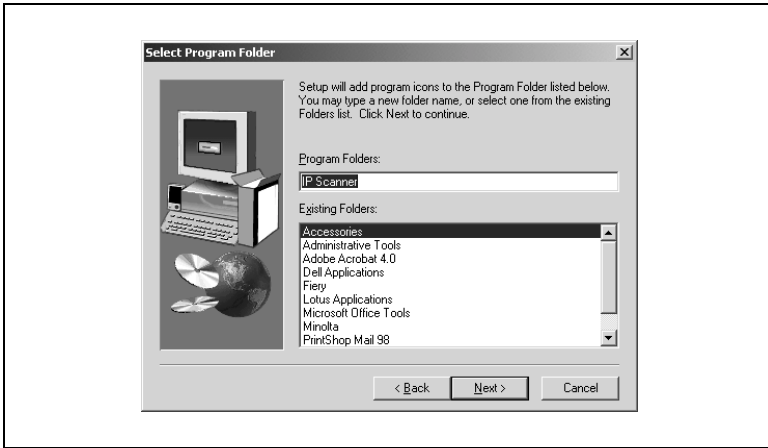 Select Program Folder
Setup will add program icons to the Program Folder listed below.
You may type a new folder name, or select one from the existing
Folders list. Click Next to continue.
Program Folders:
IP Scanner
Existing Folders:
Accessories
Administrative Tools
Adobe Acrobat 4.0
Dell Applications
Fiery
Lotus Applications
Microsoft Office Tools
Minolta
PrintShop Mail 98
< Back Next > Cancel